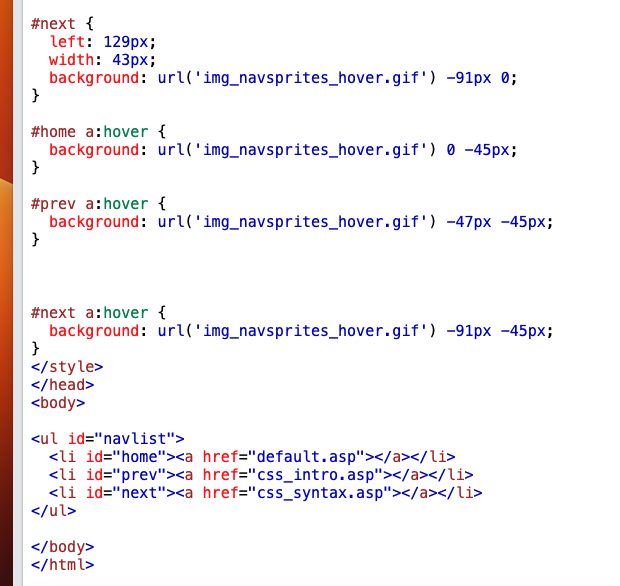 #next {
  left: 129px;
  width: 43px;
  background: url('img_navsprites_hover.gif') -91px 0;
}
#home a:hover {
  background: url('img_navsprites_hover.gif') 0 -45px;
}
#prev a:hover {
  background: url('img_navsprites_hover.gif') -47px -45px;
}
#next a:hover {
  background: url('img_navsprites_hover.gif') -91px -45px;
}
</style>
</head>
<body>
<ul id="navlist">
  <li id="home"><a href="default.asp"></a></li>
  <li id="prev"><a href="css_intro.asp"></a></li>
  <li id="next"><a href="css_syntax.asp"></a></li>
</ul>
</body>
</html>